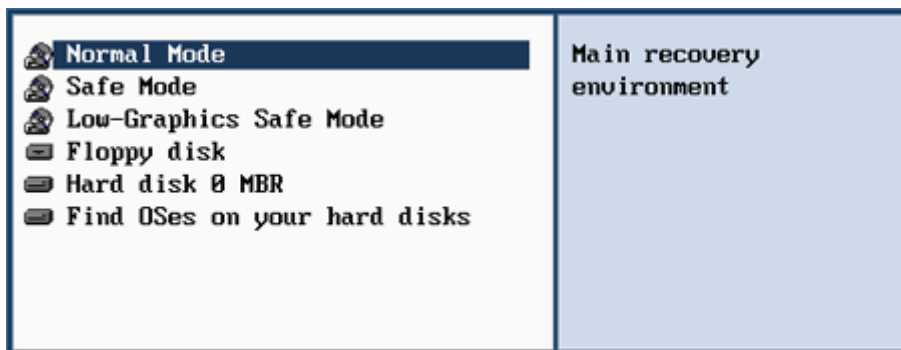 Normal Mode
Safe Mode
Low-Graphics Safe Mode
Floppy disk
Hard disk 0 MBR
Find OSes on your hard disks
Main recovery
environment